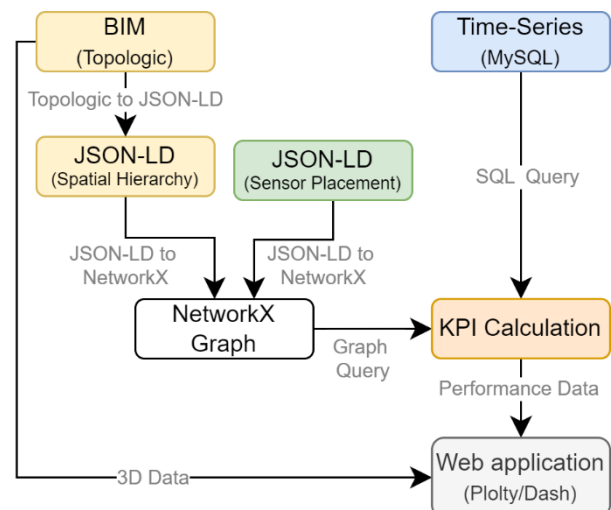 BIM
(Topologic)
Time-Series
(MySQL)
Topologic to JSON-LD
JSON-LD
(Spatial Hierarchy)
JSON-LD
(Sensor Placement)
SQL Query
JSON-LD to
NetworkX
JSON-LD to
NetworkX
NetworkX
Graph
KPI Calculation
Graph
Query
Performance Data
3D Data
Web application
(Plolty/Dash)